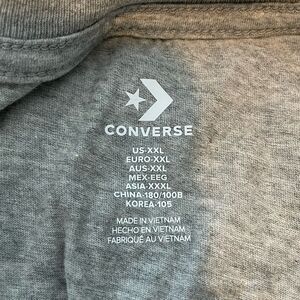 CONVERSE
US-XXL
EURO-XXL
AUS-XXL
MEX-EEG
ASIA-XXXL
CHINA-180/100B
KOREA-105
MADE IN VIETNAM
HECHO EN VIETNAM
FABRIQUÉ AU VIETNAM